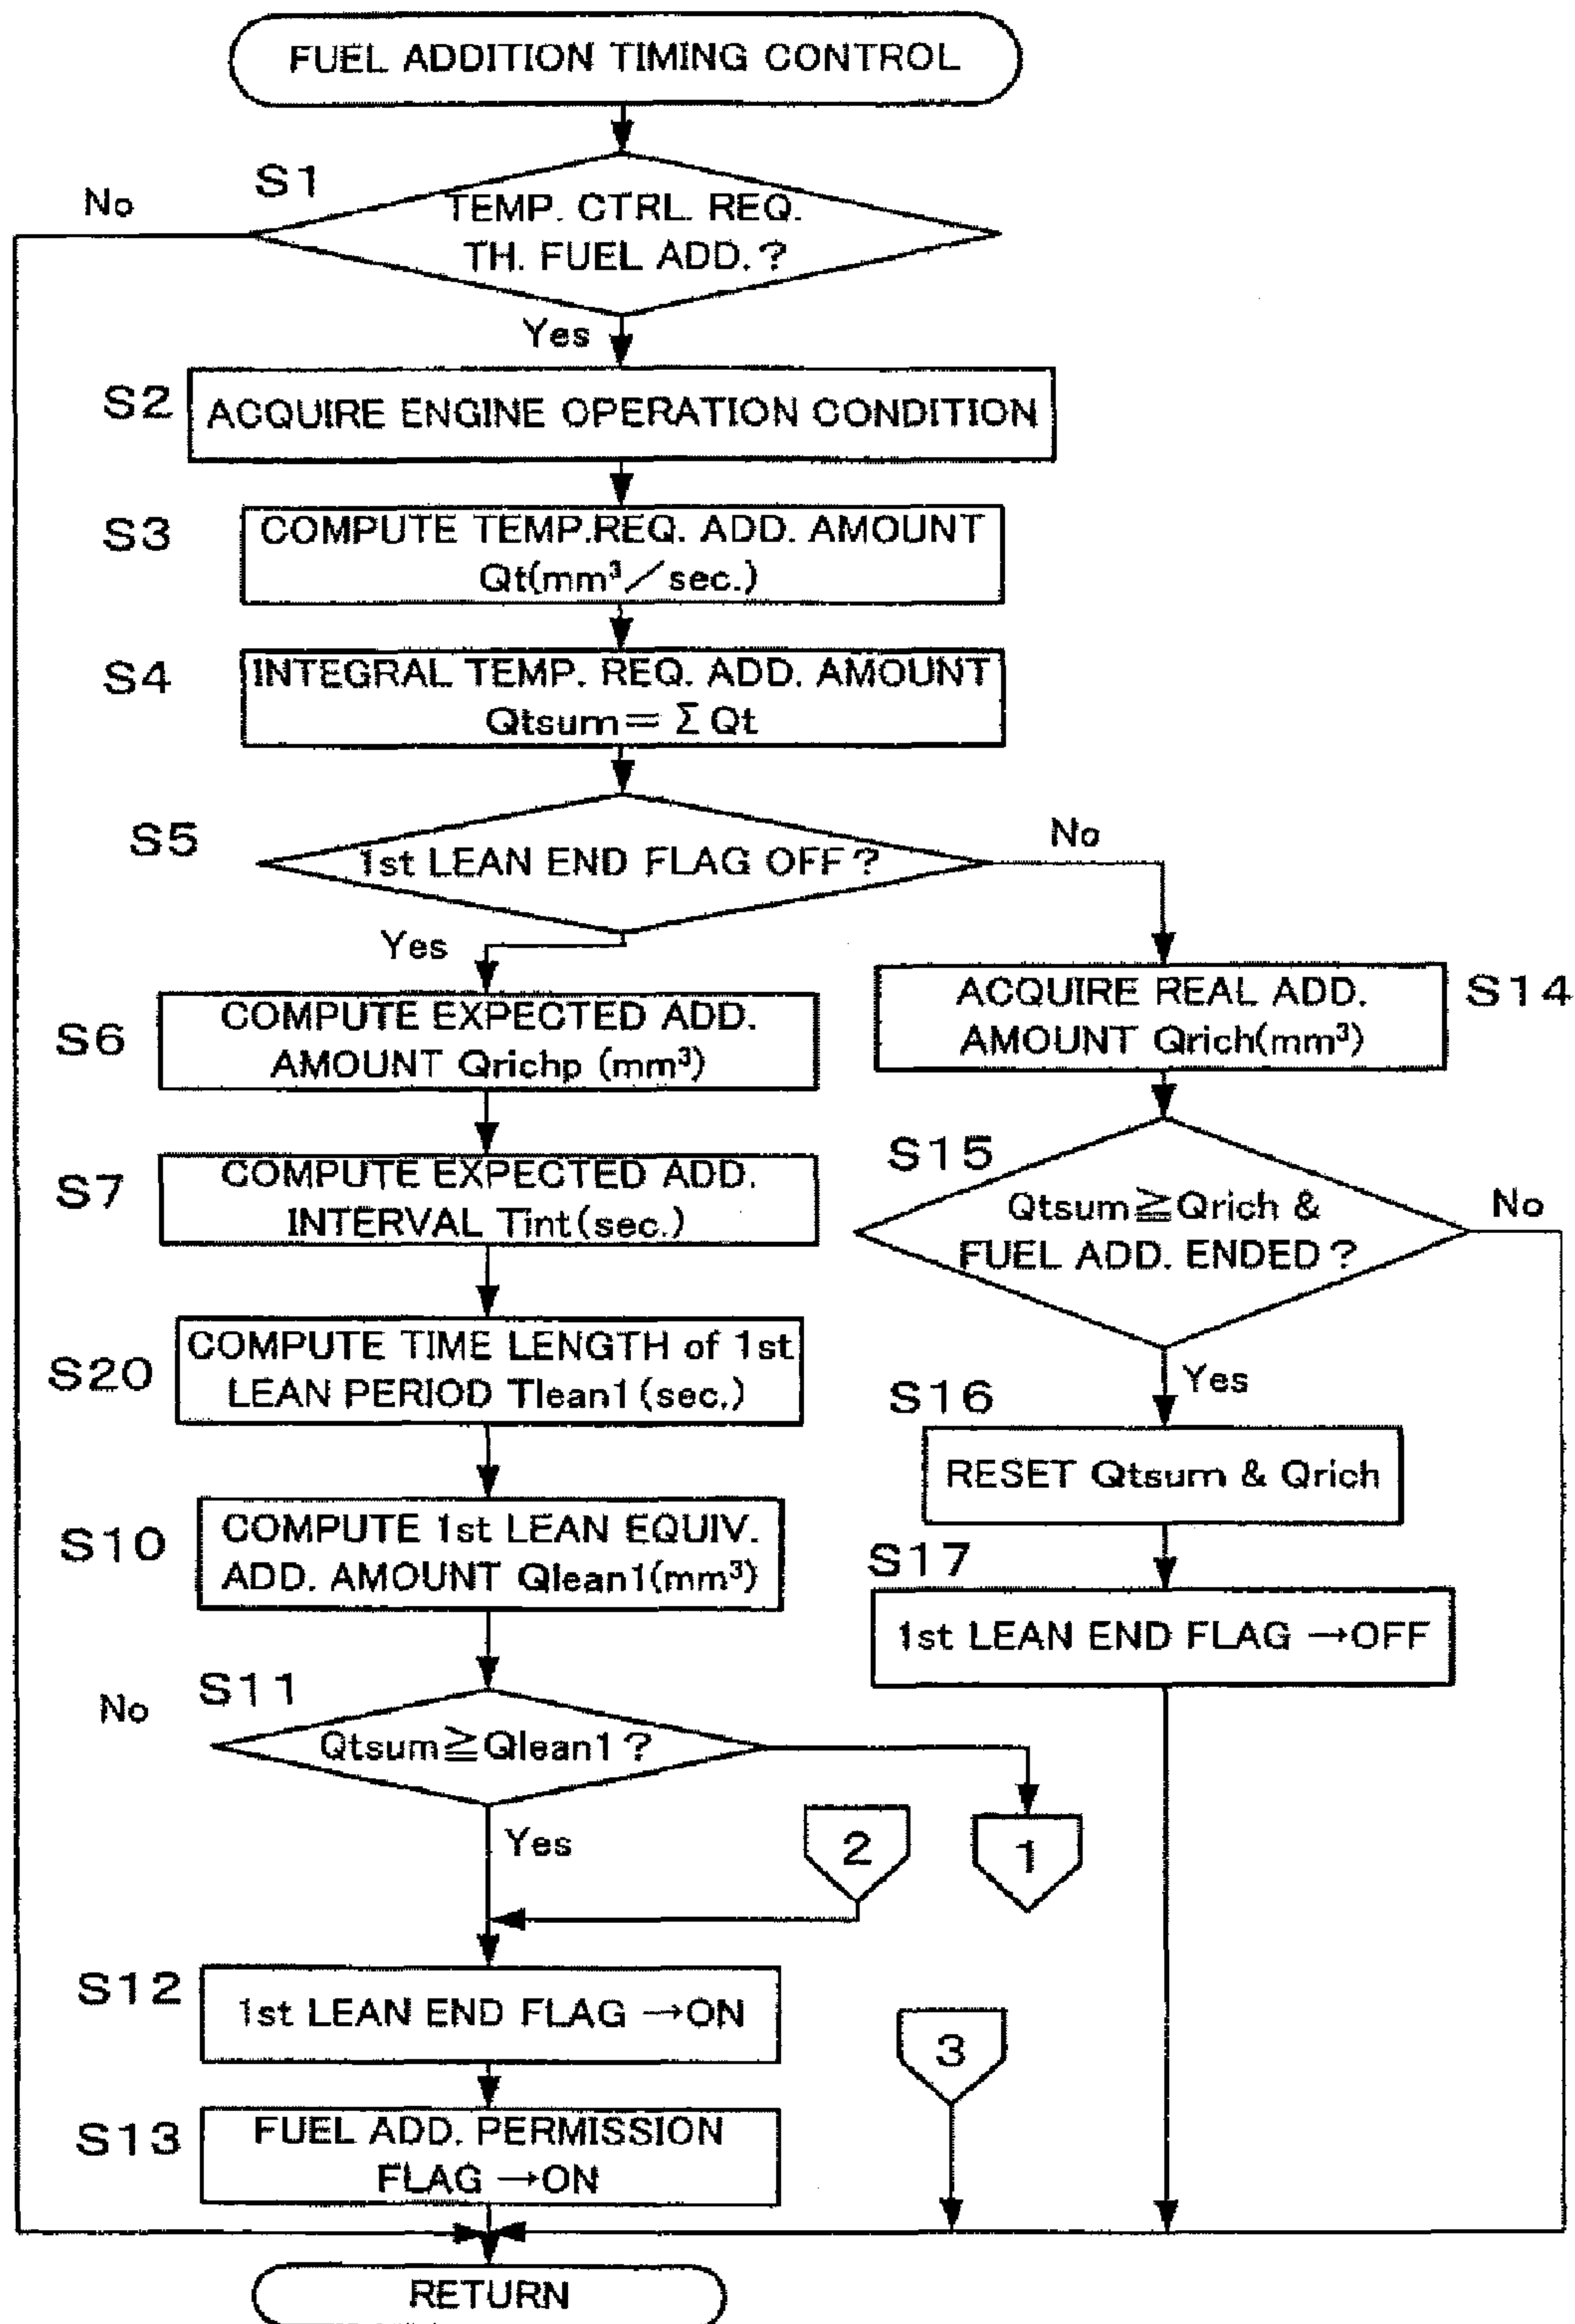 FUEL ADDITION TIMING CONTROL
S1
No
TEMP. CTRL. REQ.
TH. FUEL ADD.?
Yes
S2
ACQUIRE ENGINE OPERATION CONDITION
S3
COMPUTE TEMP.REQ. ADD. AMOUNT
Qt(mm³/sec.)
S4
INTEGRAL TEMP. REQ. ADD. AMOUNT
Qtsum=ΣQt
S5
1st LEAN END FLAG OFF?
No
Yes
S6
COMPUTE EXPECTED ADD.
AMOUNT Qrichp (mm³)
S7
COMPUTE EXPECTED ADD.
INTERVAL Tint(sec.)
S20
COMPUTE TIME LENGTH of 1st
LEAN PERIOD Tlean1(sec.)
S10
COMPUTE 1st LEAN EQUIV.
ADD. AMOUNT Qlean1(mm³)
S11
No
Qtsum≧Qlean1?
Yes
2
1
S12
1st LEAN END FLAG →ON
S13
FUEL ADD. PERMISSION
FLAG →ON
S14
ACQUIRE REAL ADD.
AMOUNT Qrich(mm³)
S15
Qtsum≧Qrich &
FUEL ADD. ENDED?
No
Yes
S16
RESET Qtsum & Qrich
S17
1st LEAN END FLAG →OFF
3
RETURN